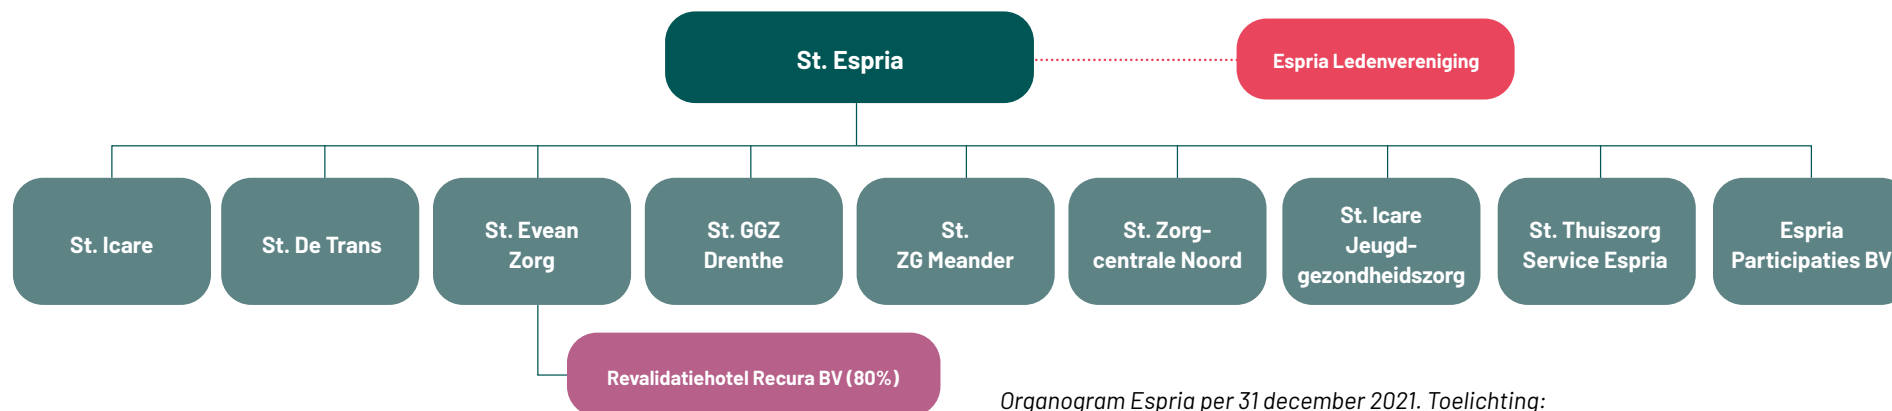 St. Espria
Espria Ledenvereniging
St. Icare
St. De Trans
St. Evean
Zorg
St. GGZ
Drenthe
St.
ZG Meander
St. Zorg-
centrale Noord
St. Icare
Jeugd-
gezondheidszorg
St. Thuiszorg
Service Espria
Espria
Participaties BV
Revalidatiehotel Recura BV (80%)
Organogram Espria per 31 december 2021. Toelichting: